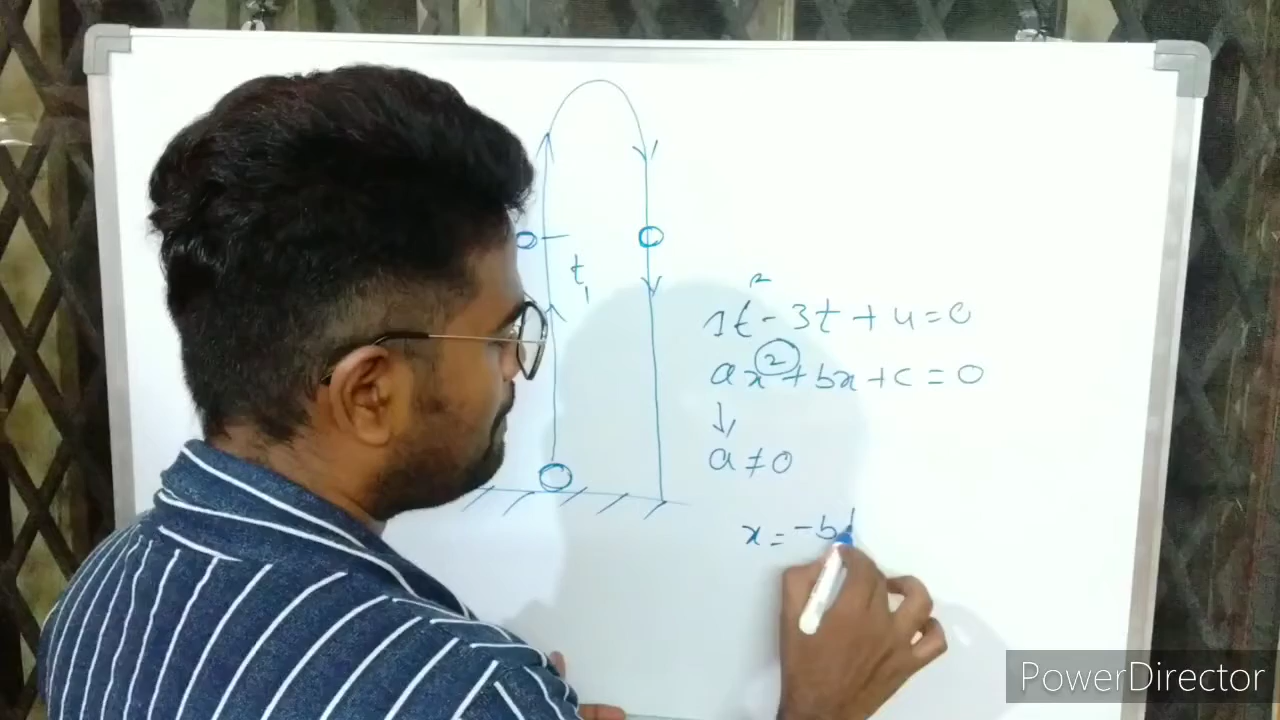 t₁
1t² - 3t + 4 = 0
ax² + bx + c = 0
a ≠ 0
x = -b
PowerDirector